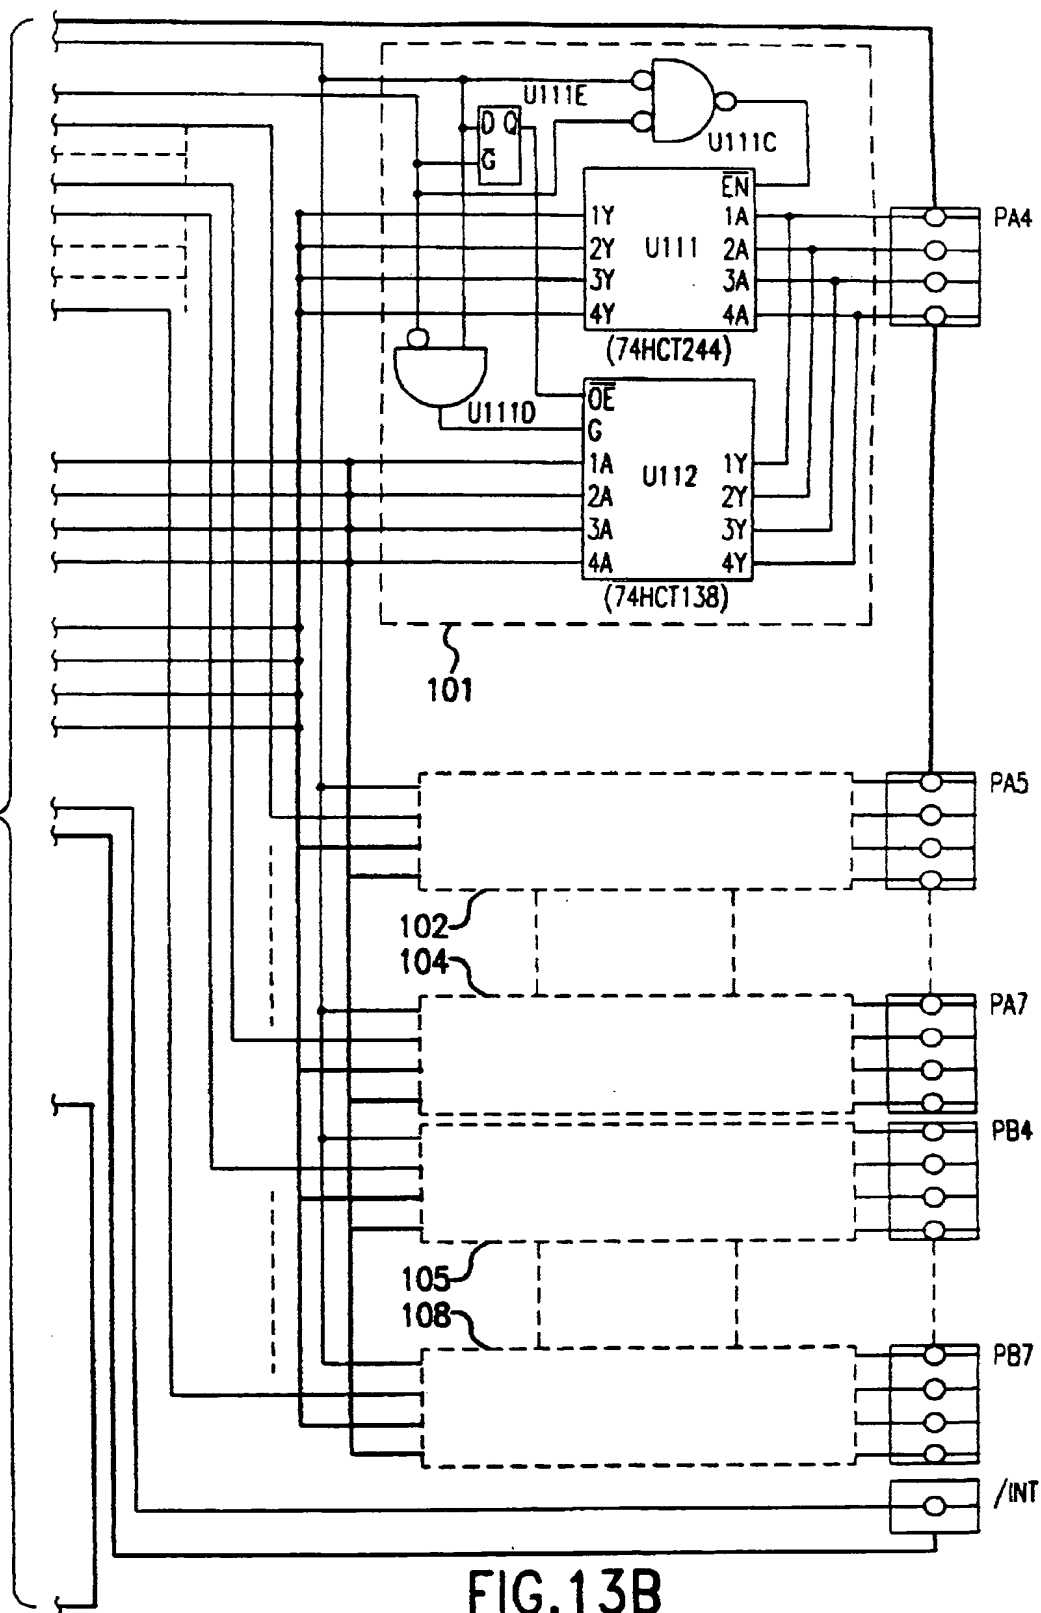 U111E
D Q
G
U111C
EN
1Y
2Y
3Y
4Y
U111
1A
2A
3A
4A
(74HCT244)
PA4
U111D
OE
G
1A
2A
3A
4A
U112
1Y
2Y
3Y
4Y
(74HCT138)
101
PA5
102
104
PA7
PB4
105
108
PB7
/INT
FIG.13B